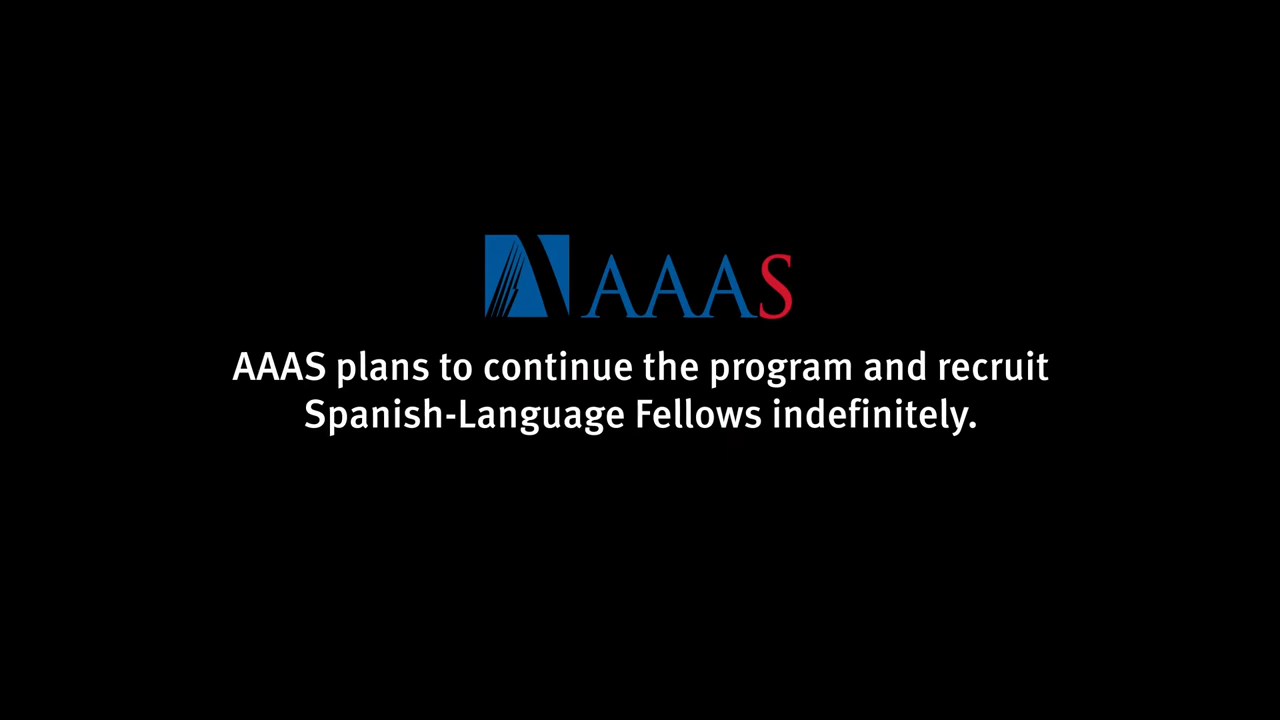 AAAS
AAAS plans to continue the program and recruit
Spanish-Language Fellows indefinitely.